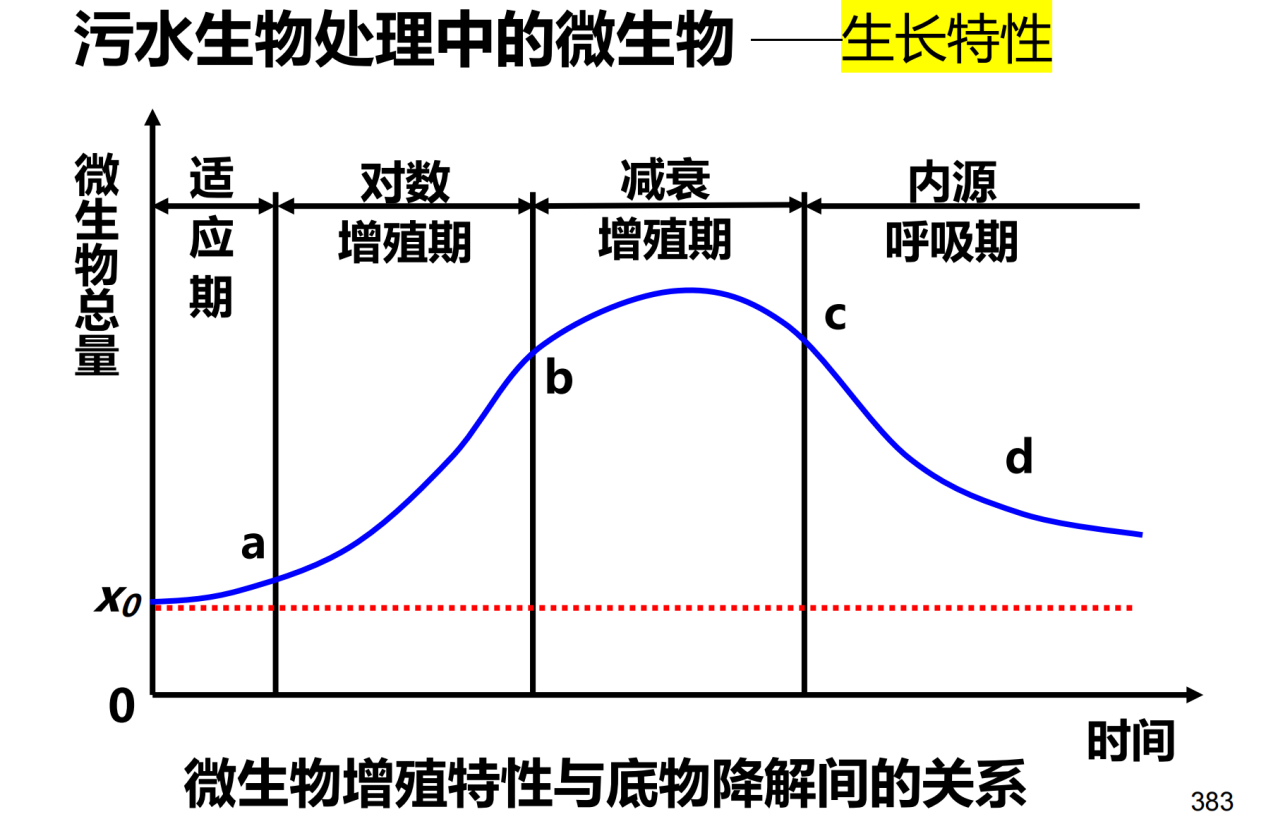 污水生物处理中的微生物 ——生长特性
微生物总量
适应期
对数
增殖期
减衰
增殖期
内源
呼吸期
a
b
c
d
x0
0
时间
微生物增殖特性与底物降解间的关系
383